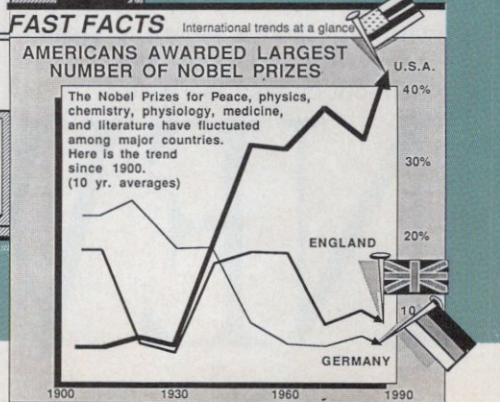 FAST FACTS International trends at a glance
AMERICANS AWARDED LARGEST
NUMBER OF NOBEL PRIZES
The Nobel Prizes for Peace, physics,
chemistry, physiology, medicine,
and literature have fluctuated
among major countries.
Here is the trend
since 1900.
(10 yr. averages)
U.S.A.
40%
30%
20%
ENGLAND
10
GERMANY
1900 1930 1960 1990